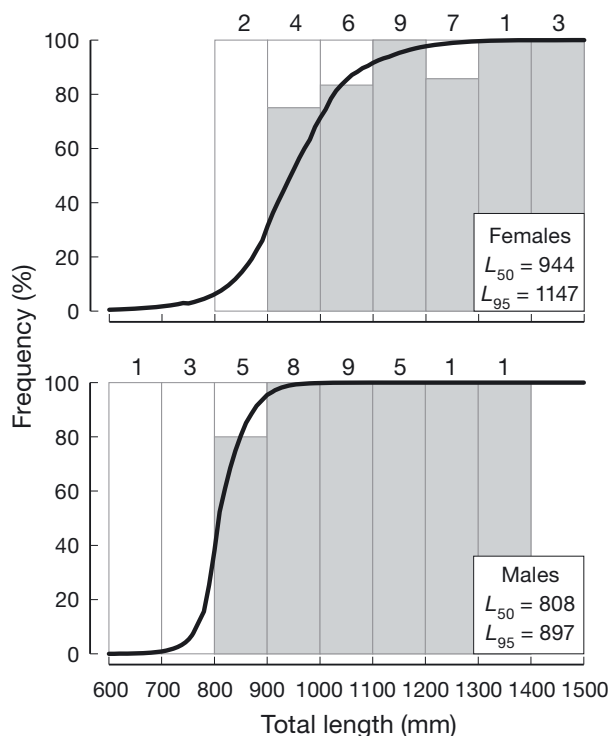 2 4 6 9 7 1 3
100
80
60
40
20
0
Females
L50 = 944
L95 = 1147
Frequency (%)
1 3 5 8 9 5 1 1
100
80
60
40
20
0
Males
L50 = 808
L95 = 897
600 700 800 900 1000 1100 1200 1300 1400 1500
Total length (mm)